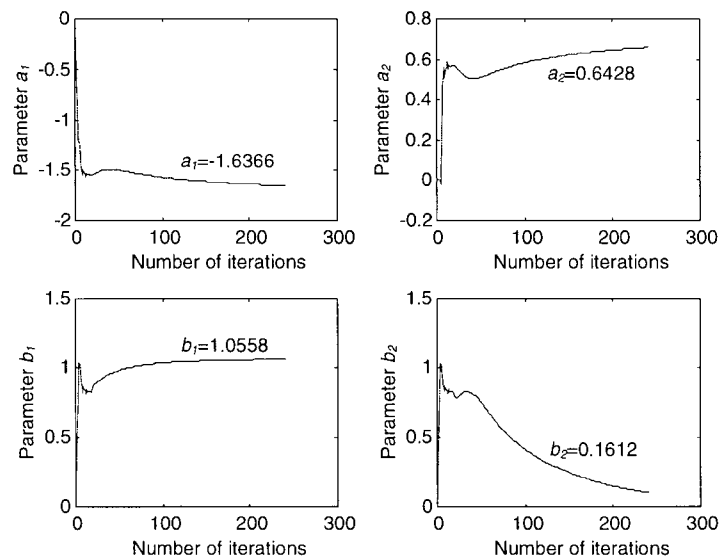 Parameter a1
0
-0.5
-1
-1.5
-2
a1=-1.6366
0 100 200 300
Number of iterations
Parameter a2
0.8
0.6
0.4
0.2
0
-0.2
a2=0.6428
0 100 200 300
Number of iterations
Parameter b1
1.5
1
0.5
0
b1=1.0558
0 100 200 300
Number of iterations
Parameter b2
1.5
1
0.5
0
b2=0.1612
0 100 200 300
Number of iterations